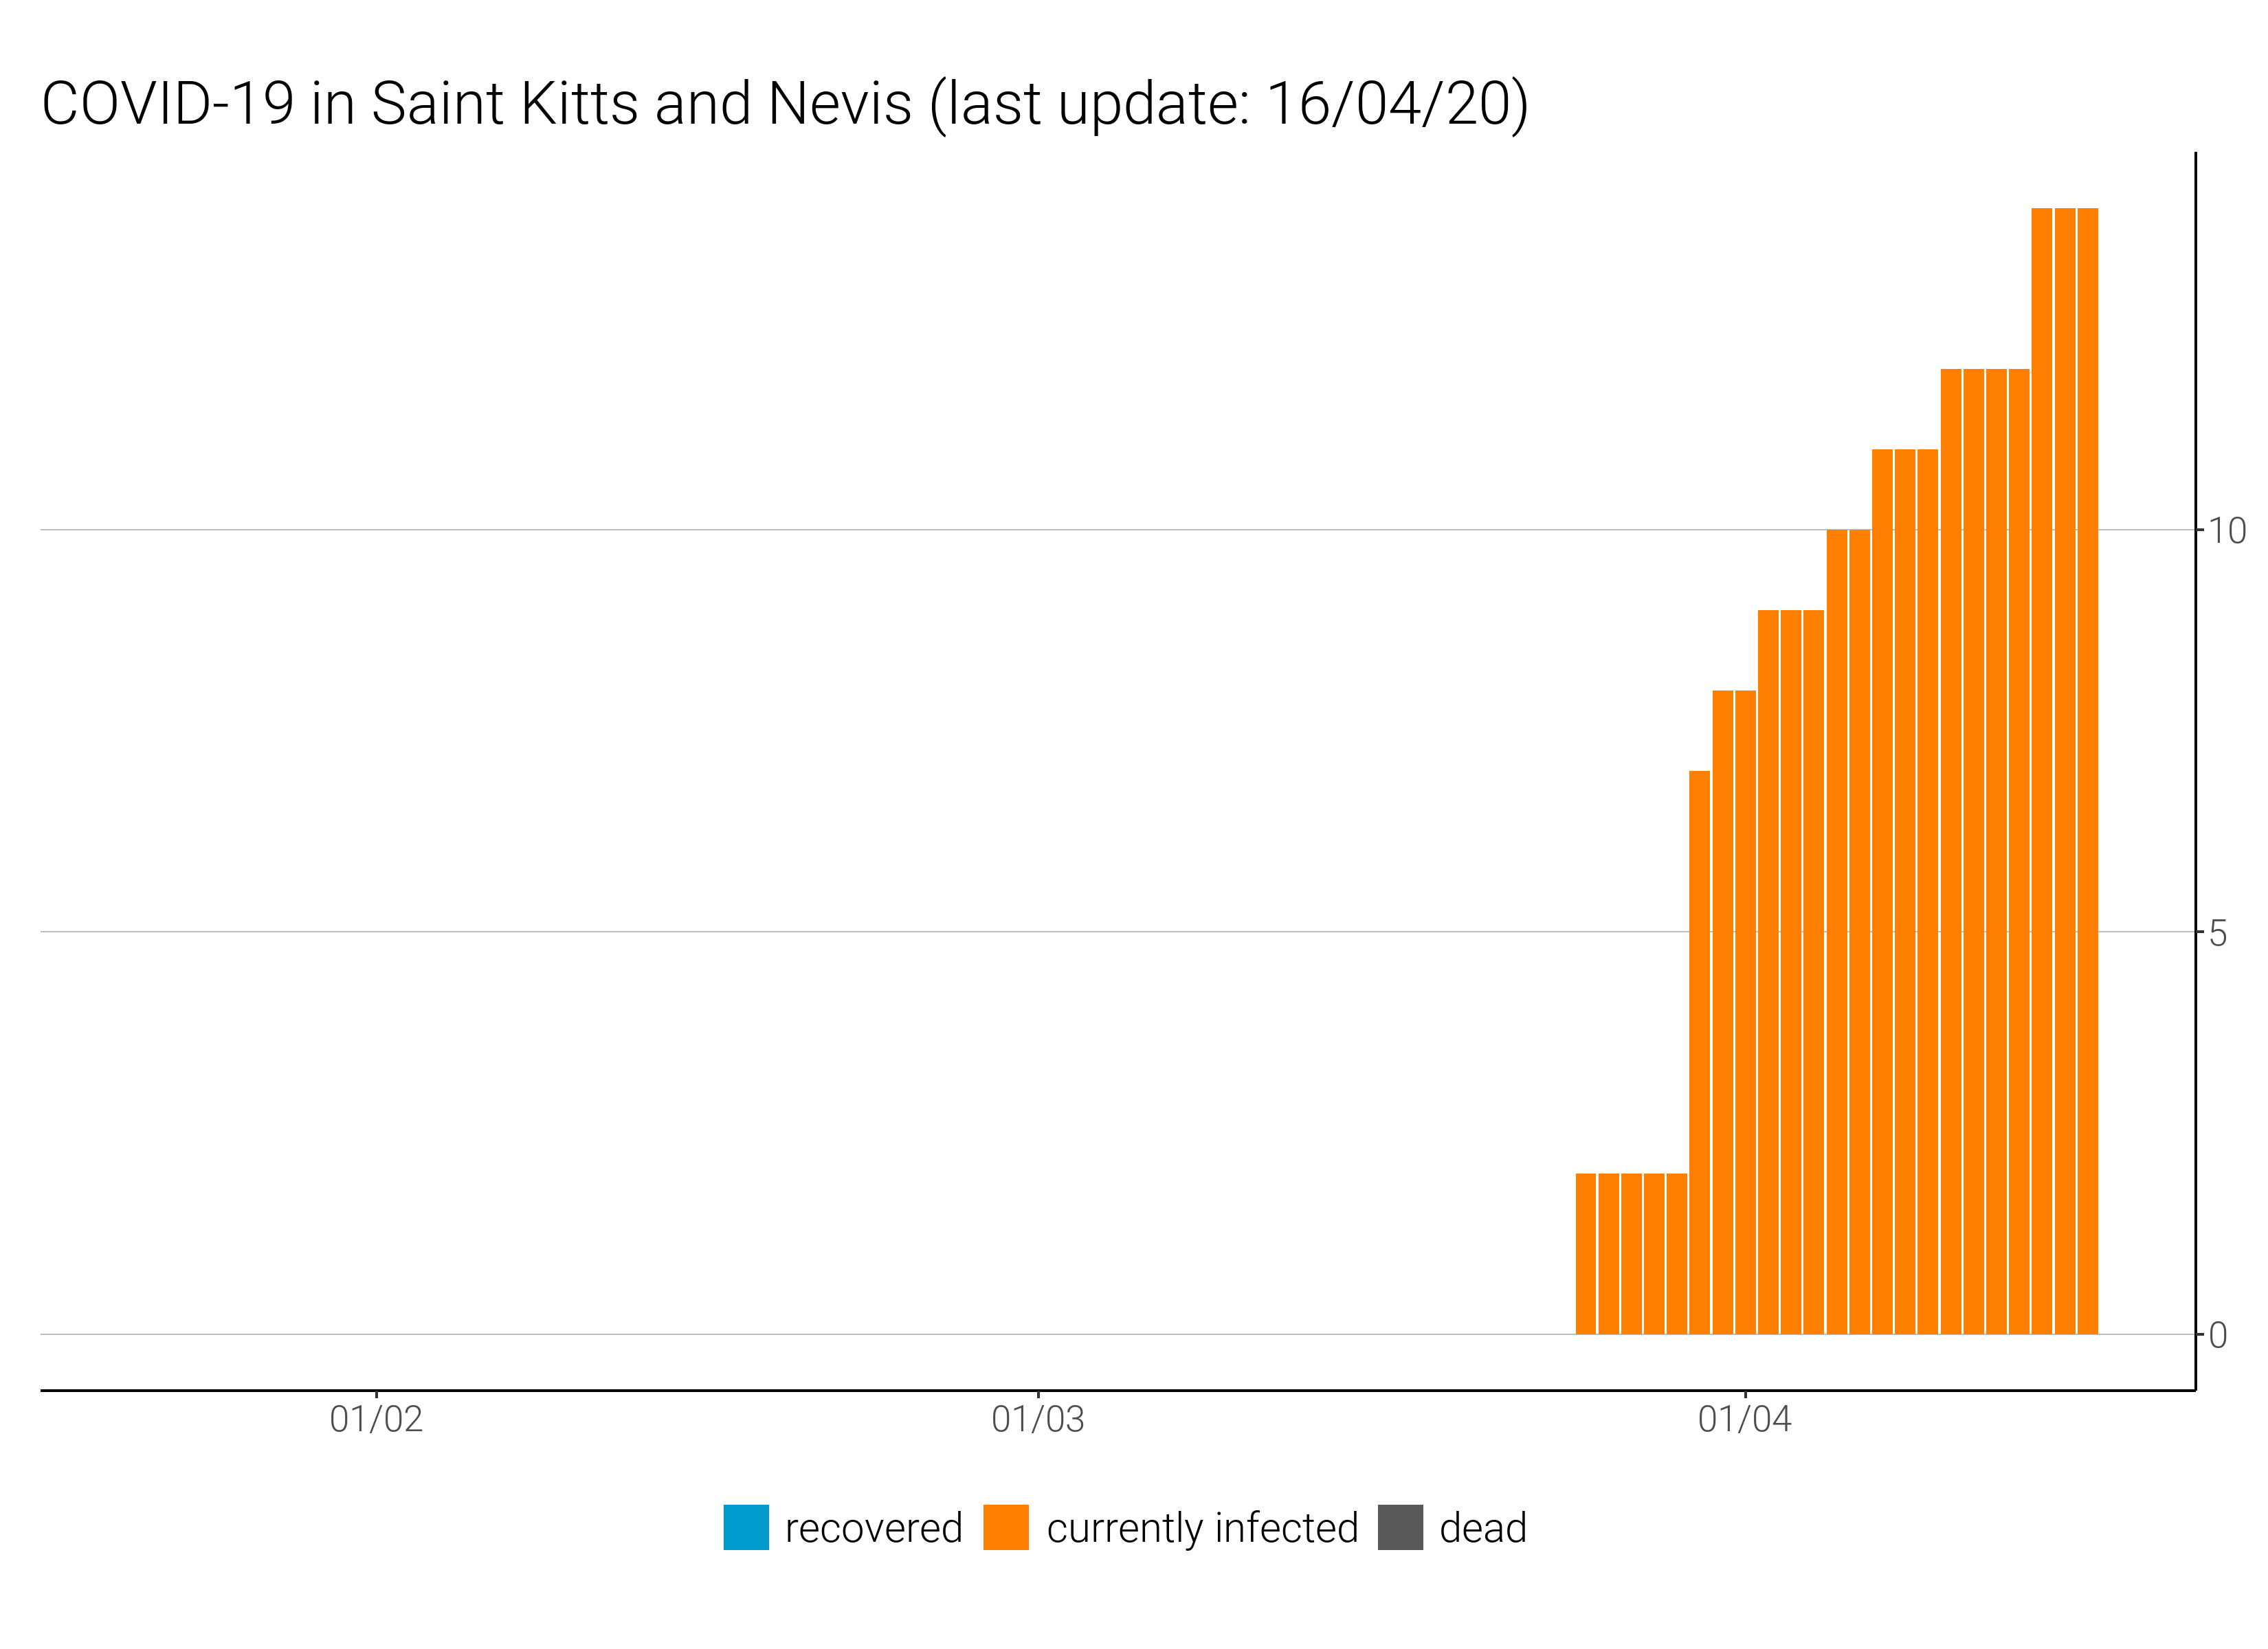 COVID-19 in Saint Kitts and Nevis (last update: 16/04/20)
10
5
0
01/02 01/03 01/04
recovered currently infected dead